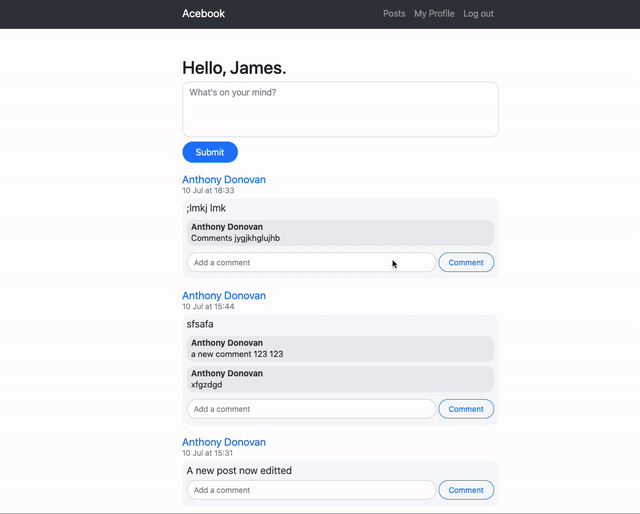 Acebook Posts My Profile Log out
Hello, James.
What's on your mind?
Submit
Anthony Donovan
10 Jul at 18:33
;lmkj lmk
Anthony Donovan
Comments jygjkhglujhb
Add a comment Comment
Anthony Donovan
10 Jul at 15:44
sfsafa
Anthony Donovan
a new comment 123 123
Anthony Donovan
xfgzdgd
Add a comment Comment
Anthony Donovan
10 Jul at 15:31
A new post now editted
Add a comment Comment